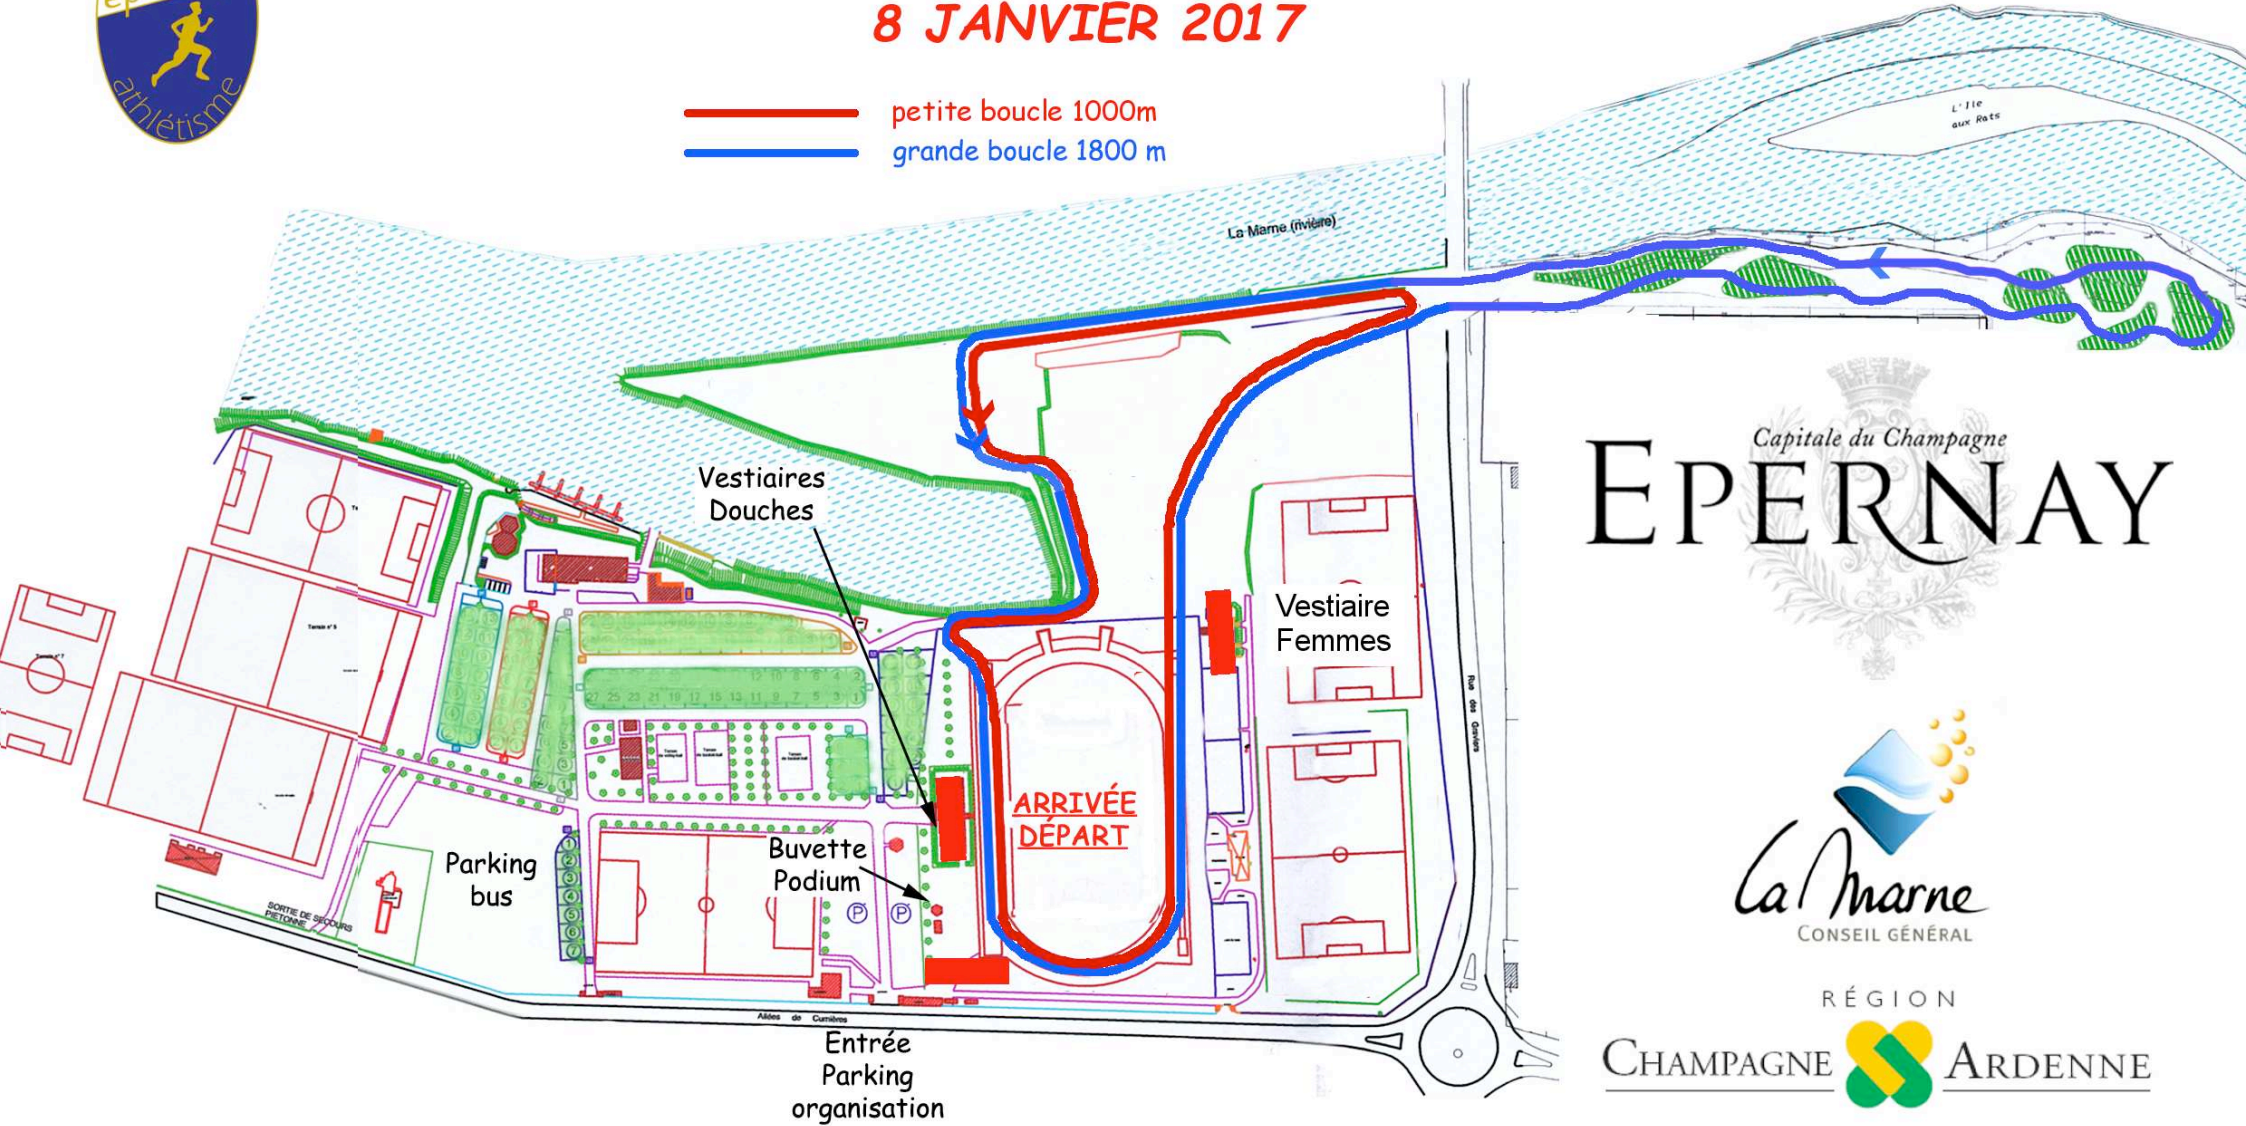 athlétisme
8 JANVIER 2017
petite boucle 1000m
grande boucle 1800 m
L'Ile
aux Rats
La Marne (rivière)
Capitale du Champagne
EPERNAY
Vestiaires
Douches
Vestiaire
Femmes
Rue des Graviers
ARRIVÉE
DÉPART
Buvette
Podium
Parking
bus
P
P
SORTIE DE SECOURS
PIETONNE
Allées de Cumières
Entrée
Parking
organisation
La Marne
CONSEIL GÉNÉRAL
RÉGION
CHAMPAGNE ARDENNE